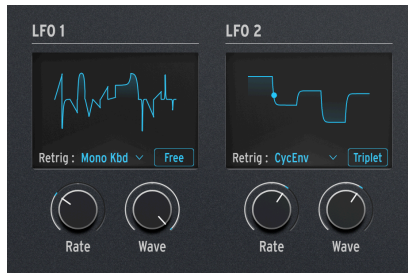 LFO 1
Retrig : Mono Kbd Free
Rate Wave
LFO 2
Retrig : CycEnv Triplet
Rate Wave